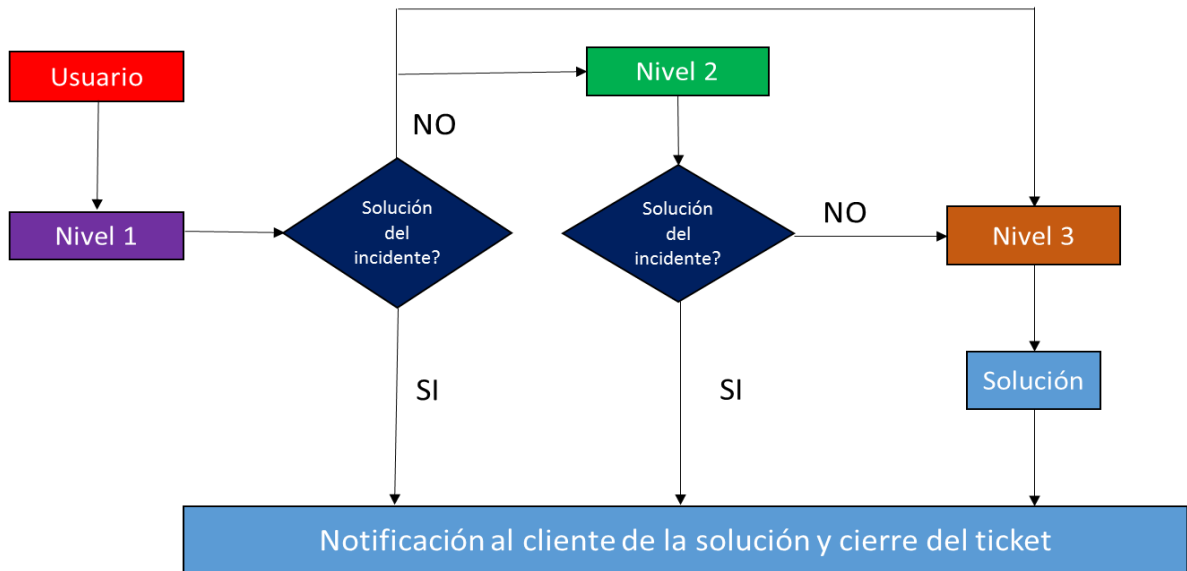 Usuario
Nivel 1
NO
Solución
del
incidente?
SI
Nivel 2
Solución
del
incidente?
NO
SI
Nivel 3
Solución
Notificación al cliente de la solución y cierre del ticket